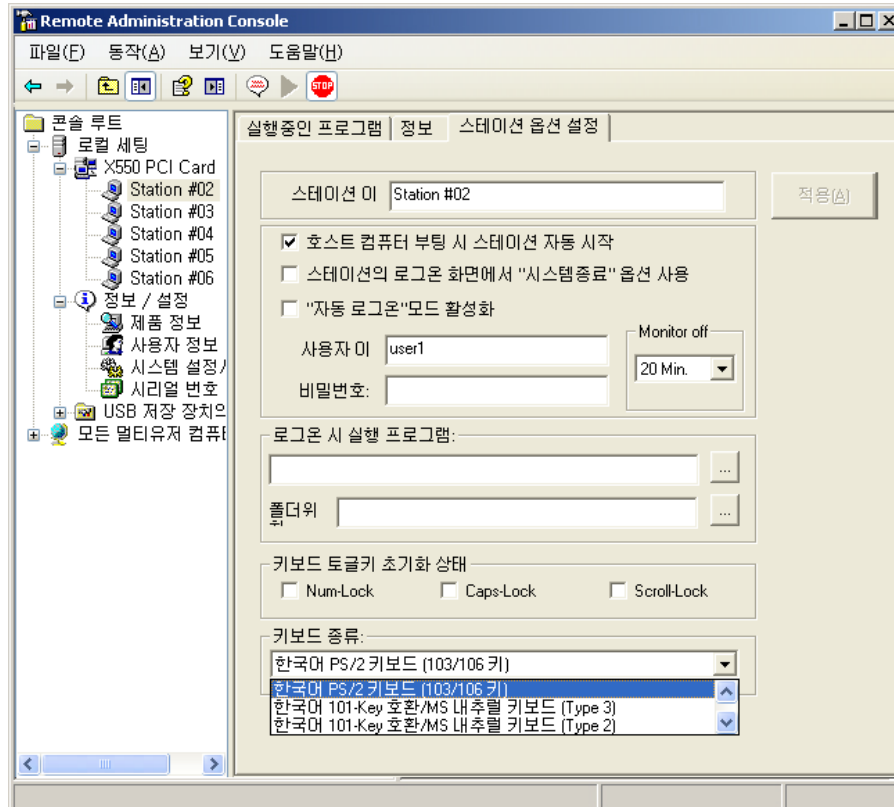 Remote Administration Console
파일(F) 동작(A) 보기(V) 도움말(H)
STOP
콘솔 루트
로컬 세팅
X550 PCI Card
Station #02
Station #03
Station #04
Station #05
Station #06
정보 / 설정
제품 정보
사용자 정보
시스템 설정/
시리얼 번호
USB 저장 장치의
모든 멀티유저 컴퓨터
실행중인 프로그램 정보 스테이션 옵션 설정
스테이션 이 Station #02
적용(A)
호스트 컴퓨터 부팅 시 스테이션 자동 시작
스테이션의 로그온 화면에서 "시스템종료" 옵션 사용
"자동 로그온"모드 활성화
사용자 이 user1
Monitor off
20 Min.
비밀번호:
로그온 시 실행 프로그램:
...
폴더위
...
키보드 토글키 초기화 상태
Num-Lock Caps-Lock Scroll-Lock
키보드 종류:
한국어 PS/2 키보드 (103/106 키)
한국어 PS/2 키보드 (103/106 키)
한국어 101-Key 호환/MS 내추럴 키보드 (Type 3)
한국어 101-Key 호환/MS 내추럴 키보드 (Type 2)